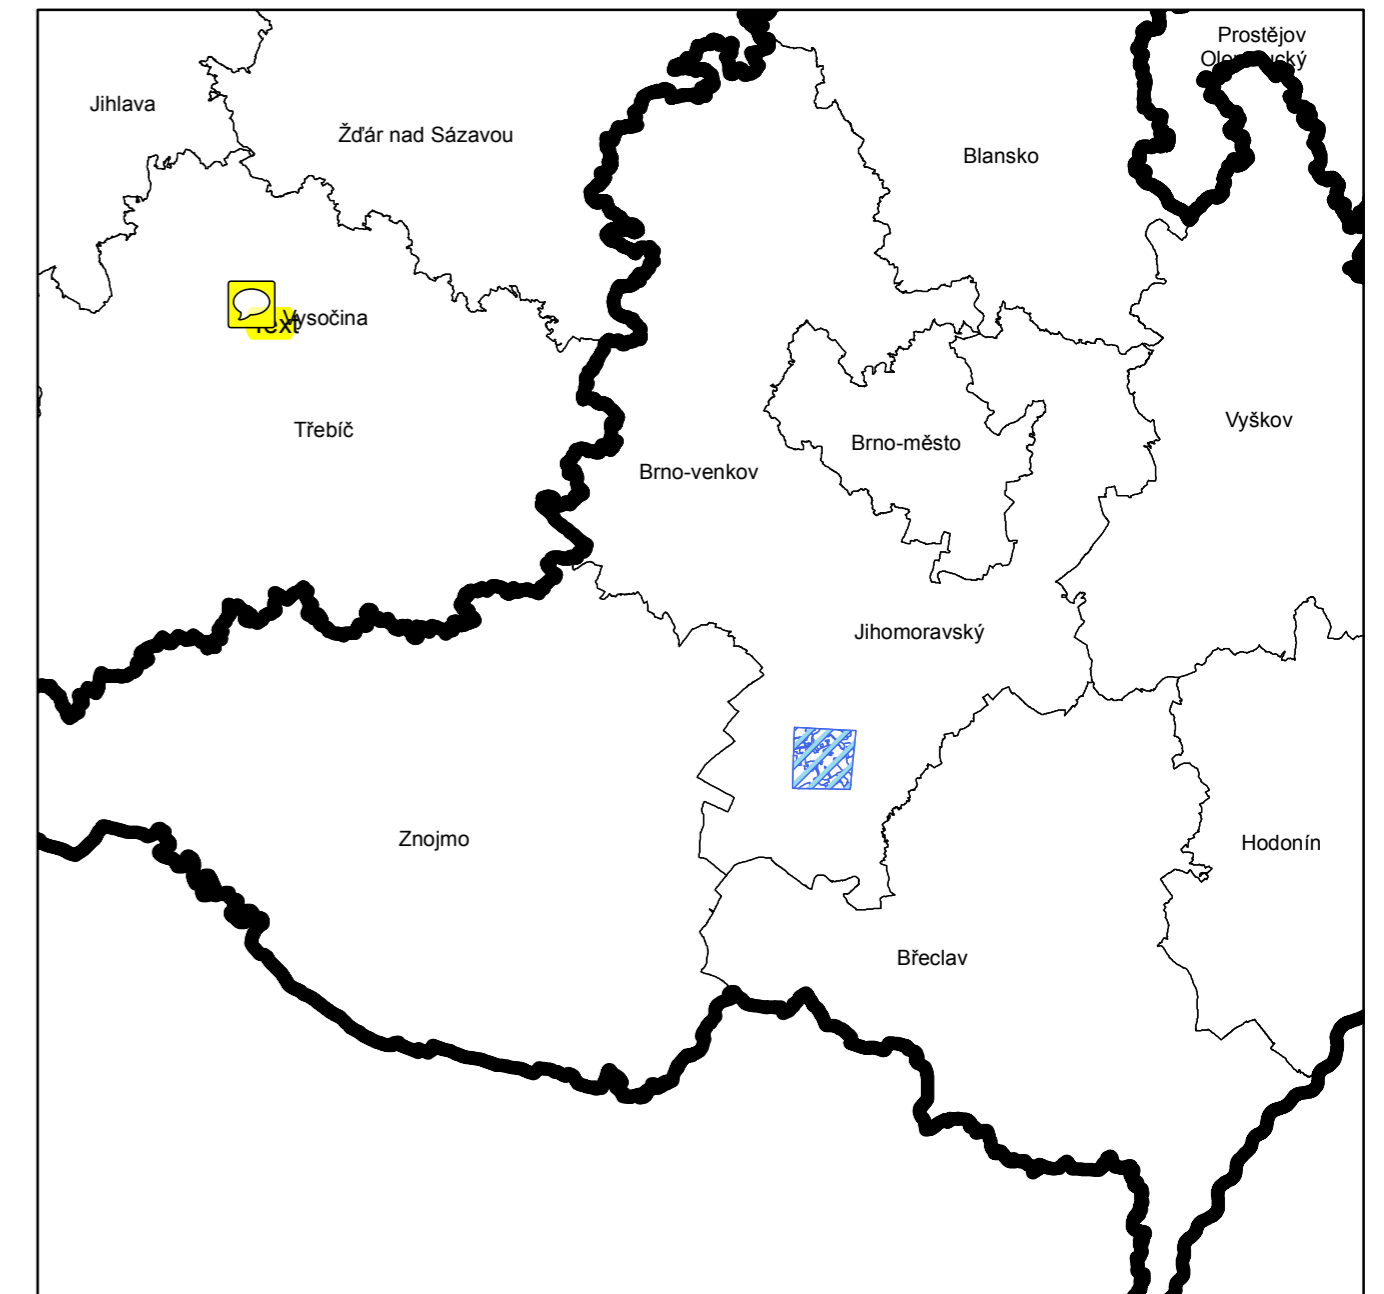 Prostějov
Jihlava
Žďár nad Sázavou
Blansko
Vysočina
Třebíč
Vyškov
Brno-město
Brno-venkov
Jihomoravský
Znojmo
Hodonín
Břeclav